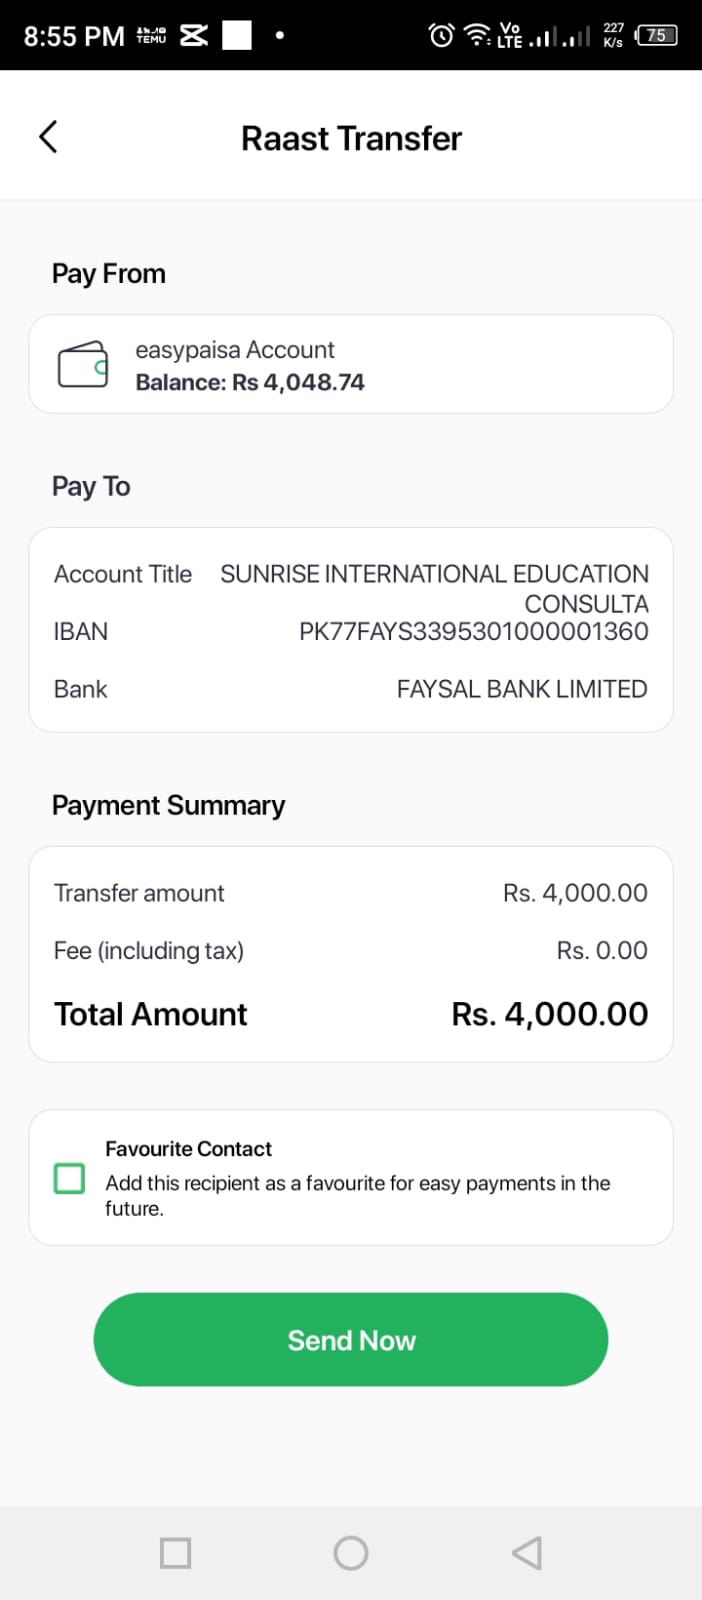 8:55 PM TEMU Vo LTE 227 K/s 75
Raast Transfer
Pay From
easypaisa Account
Balance: Rs 4,048.74
Pay To
Account Title SUNRISE INTERNATIONAL EDUCATION
CONSULTA
IBAN PK77FAYS3395301000001360
Bank FAYSAL BANK LIMITED
Payment Summary
Transfer amount Rs. 4,000.00
Fee (including tax) Rs. 0.00
Total Amount Rs. 4,000.00
Favourite Contact
Add this recipient as a favourite for easy payments in the
future.
Send Now